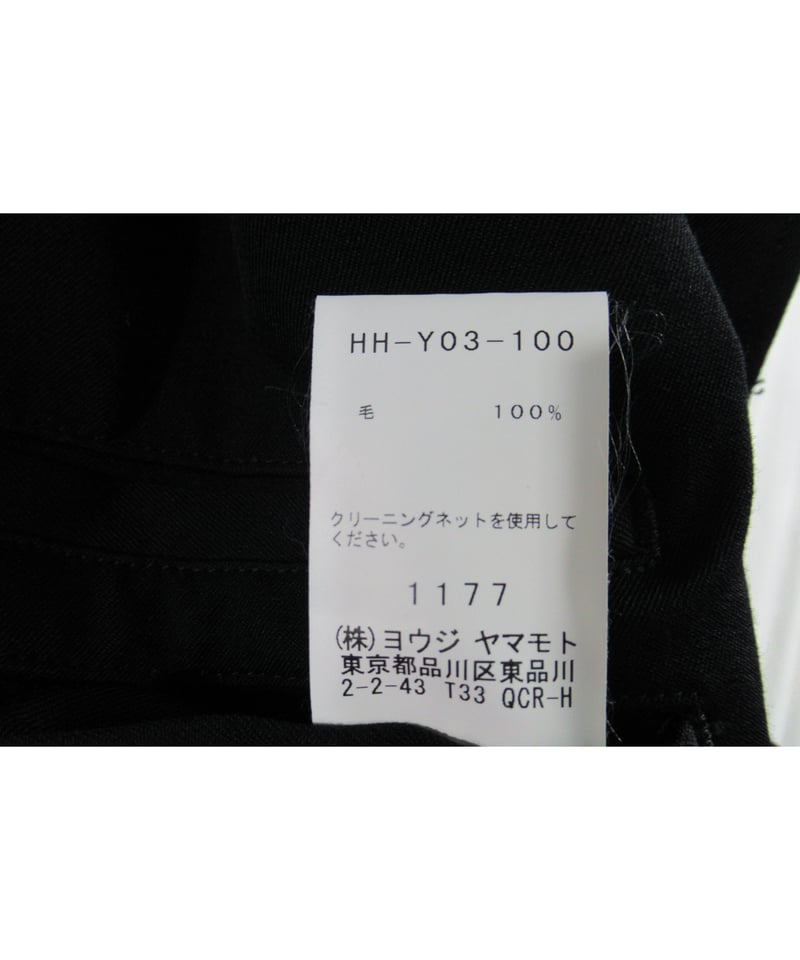 HH-Y03-100
毛 100%
クリーニングネットを使用して
ください。
1177
(株)ヨウジ ヤマモト
東京都品川区東品川
2-2-43 T33 QCR-H